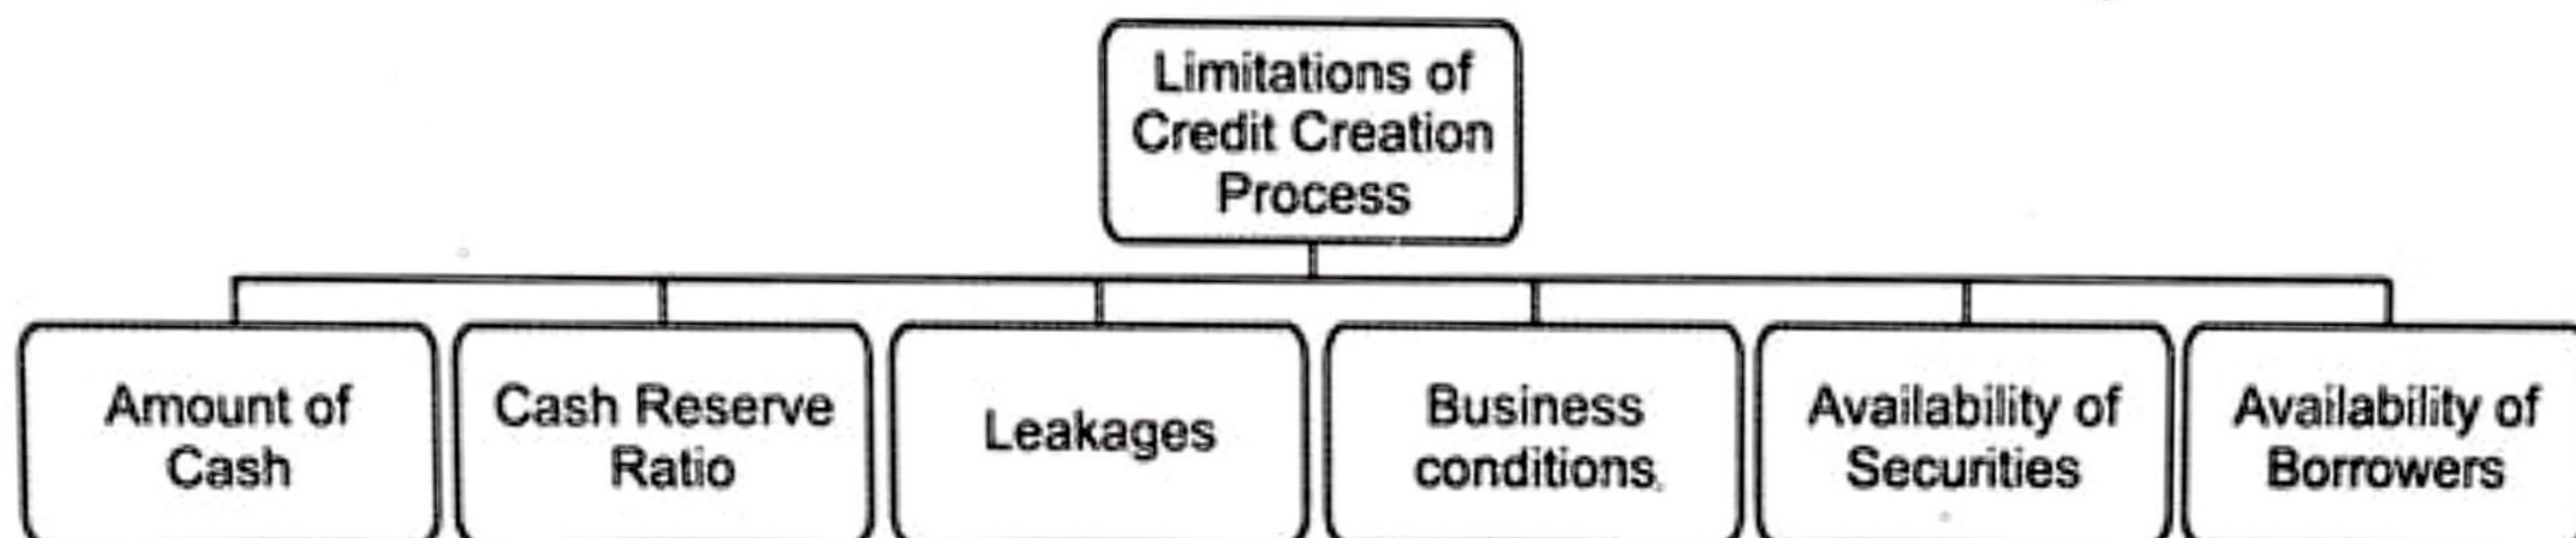 Limitations of
Credit Creation
Process
Amount of
Cash
Cash Reserve
Ratio
Leakages
Business
conditions
Availability of
Securities
Availability of
Borrowers